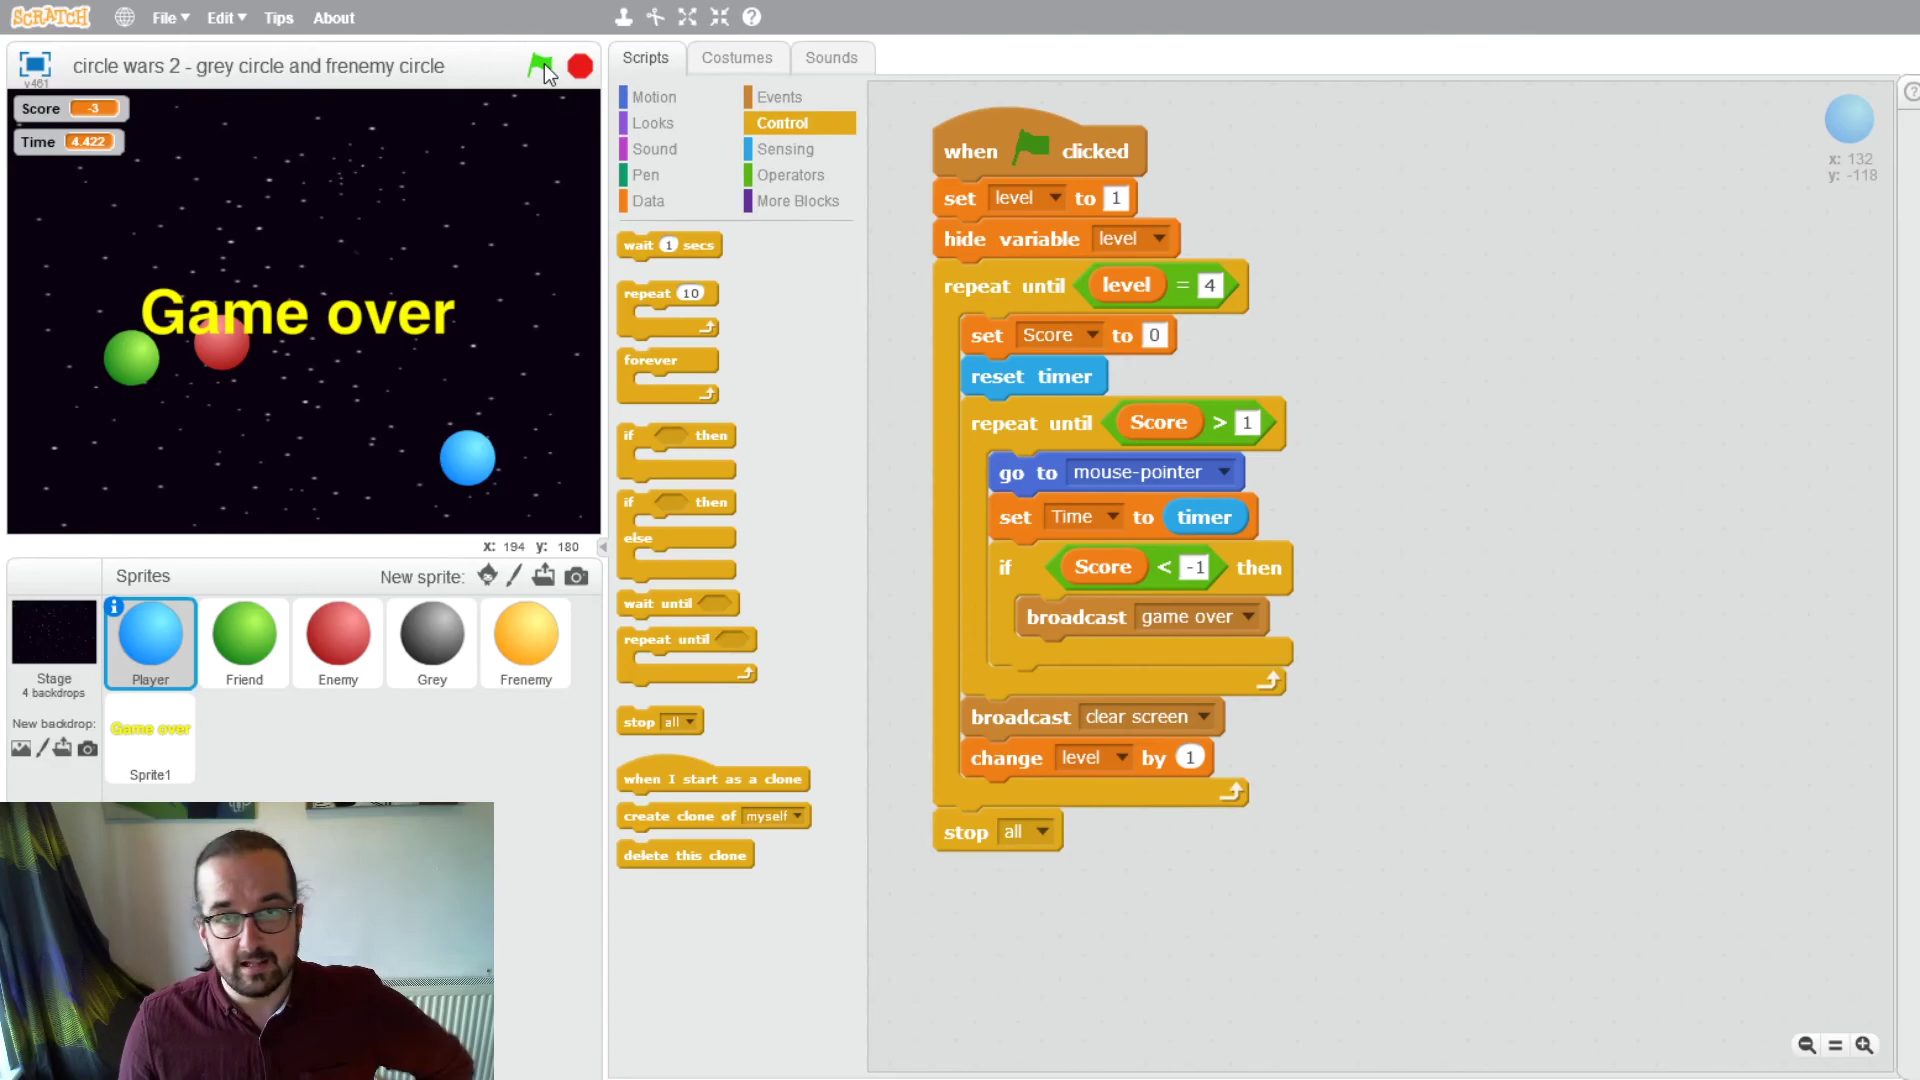 SCRATCH
File
Edit
Tips
About
v461
circle wars 2 - grey circle and frenemy circle
Score -3
Time 4.422
Game over
x: 194 y: 180
Sprites
New sprite:
Stage
4 backdrops
New backdrop:
Player
Friend
Enemy
Grey
Frenemy
Game over
Sprite1
Scripts
Costumes
Sounds
Motion
Looks
Sound
Pen
Data
Events
Control
Sensing
Operators
More Blocks
wait 1 secs
repeat 10
forever
if then
if then
else
wait until
repeat until
stop all
when I start as a clone
create clone of myself
delete this clone
when clicked
set level to 1
hide variable level
repeat until level = 4
set Score to 0
reset timer
repeat until Score > 1
go to mouse-pointer
set Time to timer
if Score < -1 then
broadcast game over
broadcast clear screen
change level by 1
stop all
x: 132
y: -118